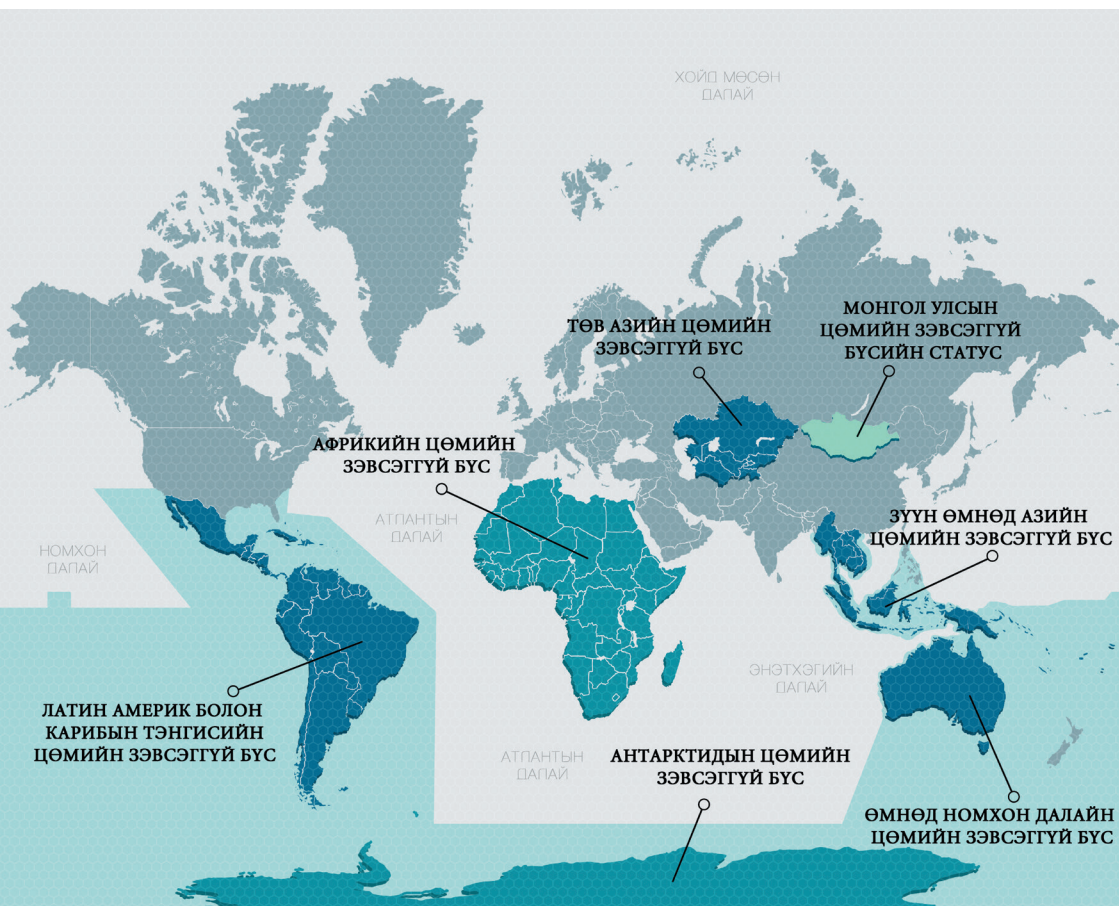 ХОЙД МӨСӨН
ДАЛАЙ
МОНГОЛ УЛСЫН
ЦӨМИЙН ЗЭВСЭГГҮЙ
БҮСИЙН СТАТУС
ТӨВ АЗИЙН ЦӨМИЙН
ЗЭВСЭГГҮЙ БҮС
АФРИКИЙН ЦӨМИЙН
ЗЭВСЭГГҮЙ БҮС
АТЛАНТЫН
ДАЛАЙ
ЗҮҮН ӨМНӨД АЗИЙН
ЦӨМИЙН ЗЭВСЭГГҮЙ БҮС
НОМХОН
ДАЛАЙ
ЭНЭТХЭГИЙН
ДАЛАЙ
ЛАТИН АМЕРИК БОЛОН
КАРИБЫН ТЭНГИСИЙН
ЦӨМИЙН ЗЭВСЭГГҮЙ БҮС
АТЛАНТЫН
ДАЛАЙ
АНТАРКТИДЫН ЦӨМИЙН
ЗЭВСЭГГҮЙ БҮС
ӨМНӨД НОМХОН ДАЛАЙН
ЦӨМИЙН ЗЭВСЭГГҮЙ БҮС